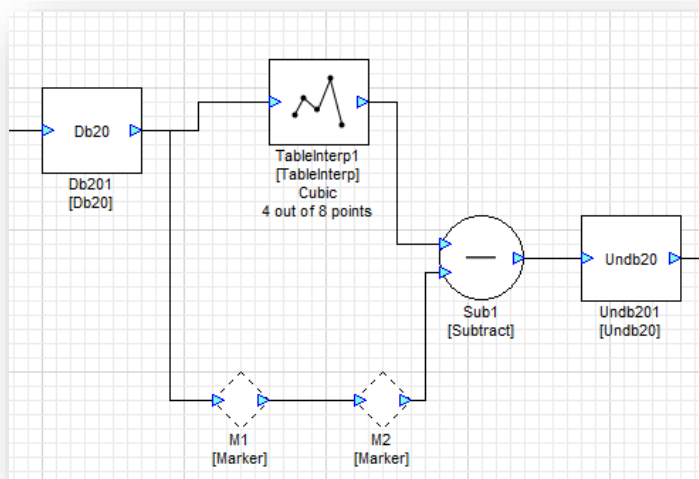 Db20
Db201
[Db20]
TableInterp1
[TableInterp]
Cubic
4 out of 8 points
Sub1
[Subtract]
Undb20
Undb201
[Undb20]
M1
[Marker]
M2
[Marker]